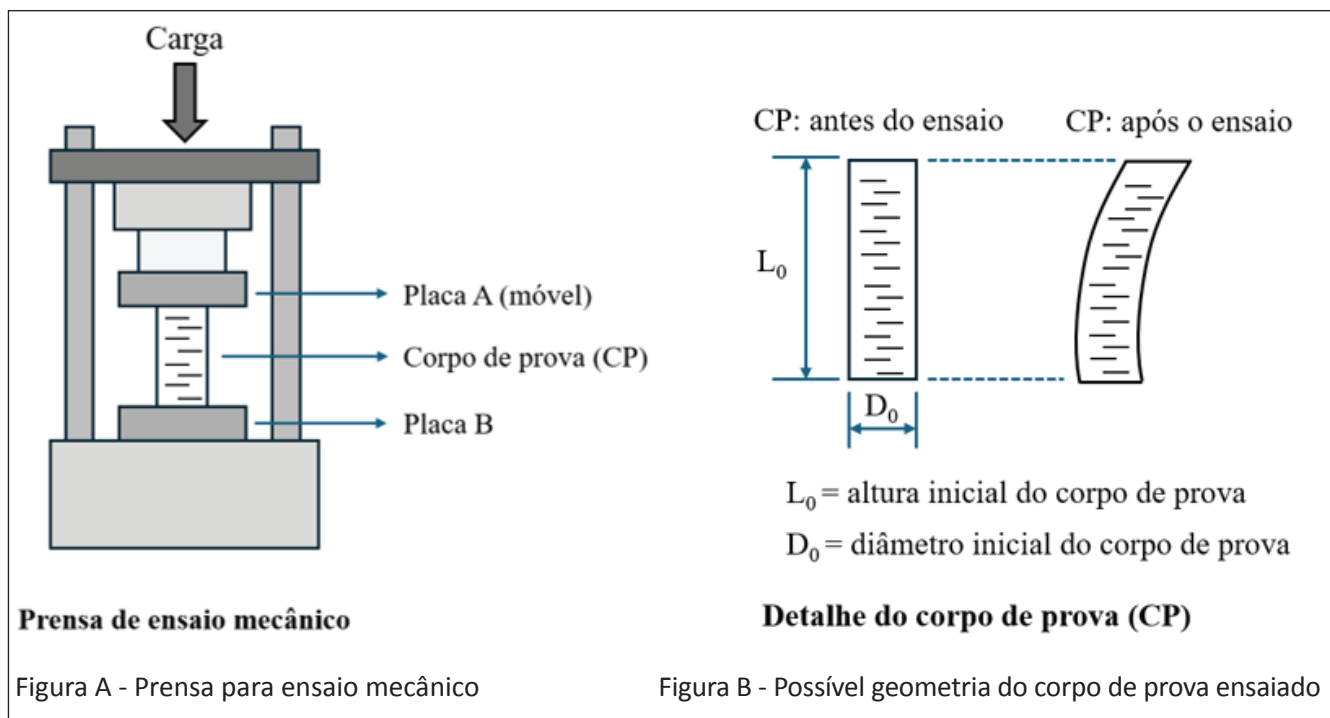 Carga
Placa A (móvel)
Corpo de prova (CP)
Placa B
Prensa de ensaio mecânico
Figura A - Prensa para ensaio mecânico
CP: antes do ensaio
CP: após o ensaio
L₀
D₀
L₀ = altura inicial do corpo de prova
D₀ = diâmetro inicial do corpo de prova
Detalhe do corpo de prova (CP)
Figura B - Possível geometria do corpo de prova ensaiado